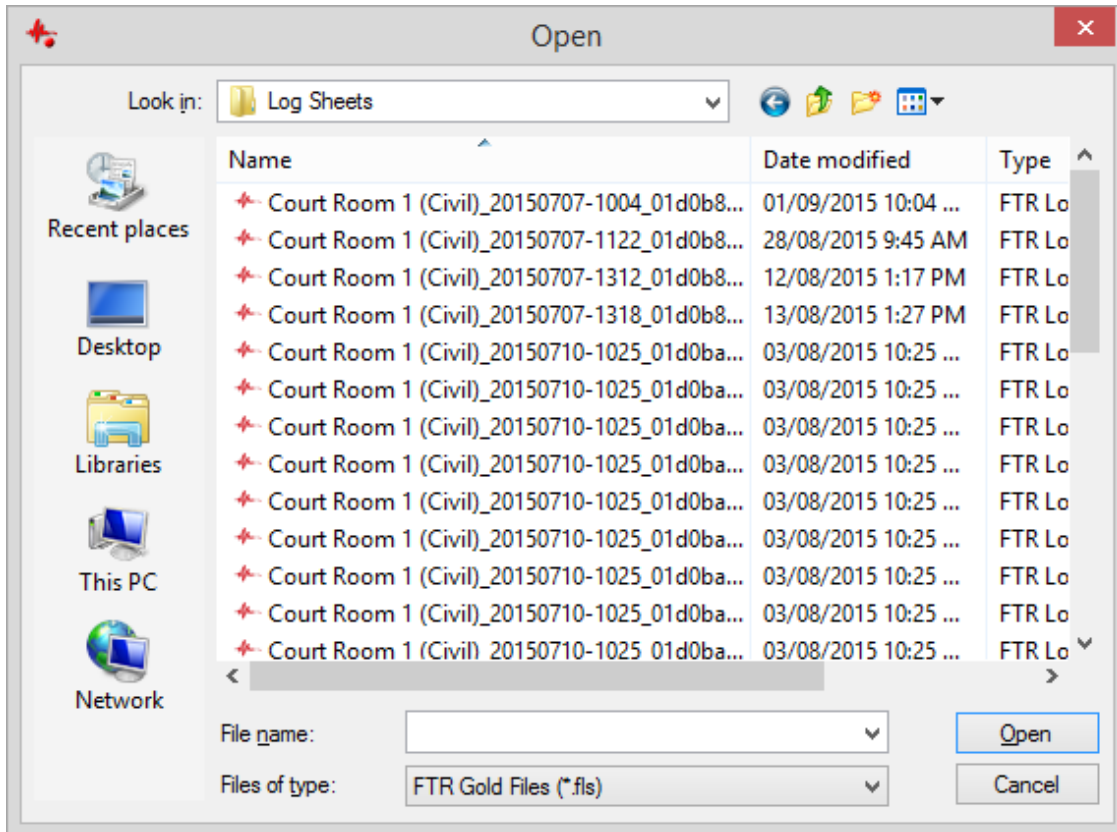 Open
Look in: Log Sheets
Name Date modified Type
Court Room 1 (Civil)_20150707-1004_01d0b8... 01/09/2015 10:04 ... FTR Lo
Court Room 1 (Civil)_20150707-1122_01d0b8... 28/08/2015 9:45 AM FTR Lo
Court Room 1 (Civil)_20150707-1312_01d0b8... 12/08/2015 1:17 PM FTR Lo
Court Room 1 (Civil)_20150707-1318_01d0b8... 13/08/2015 1:27 PM FTR Lo
Court Room 1 (Civil)_20150710-1025_01d0ba... 03/08/2015 10:25 ... FTR Lo
Court Room 1 (Civil)_20150710-1025_01d0ba... 03/08/2015 10:25 ... FTR Lo
Court Room 1 (Civil)_20150710-1025_01d0ba... 03/08/2015 10:25 ... FTR Lo
Court Room 1 (Civil)_20150710-1025_01d0ba... 03/08/2015 10:25 ... FTR Lo
Court Room 1 (Civil)_20150710-1025_01d0ba... 03/08/2015 10:25 ... FTR Lo
Court Room 1 (Civil)_20150710-1025_01d0ba... 03/08/2015 10:25 ... FTR Lo
Court Room 1 (Civil)_20150710-1025_01d0ba... 03/08/2015 10:25 ... FTR Lo
Court Room 1 (Civil)_20150710-1025_01d0ba... 03/08/2015 10:25 ... FTR Lo
Court Room 1 (Civil)_20150710-1025_01d0ba... 03/08/2015 10:25 ... FTR Lo
Recent places
Desktop
Libraries
This PC
Network
File name: Open
Files of type: FTR Gold Files (*.fls) Cancel